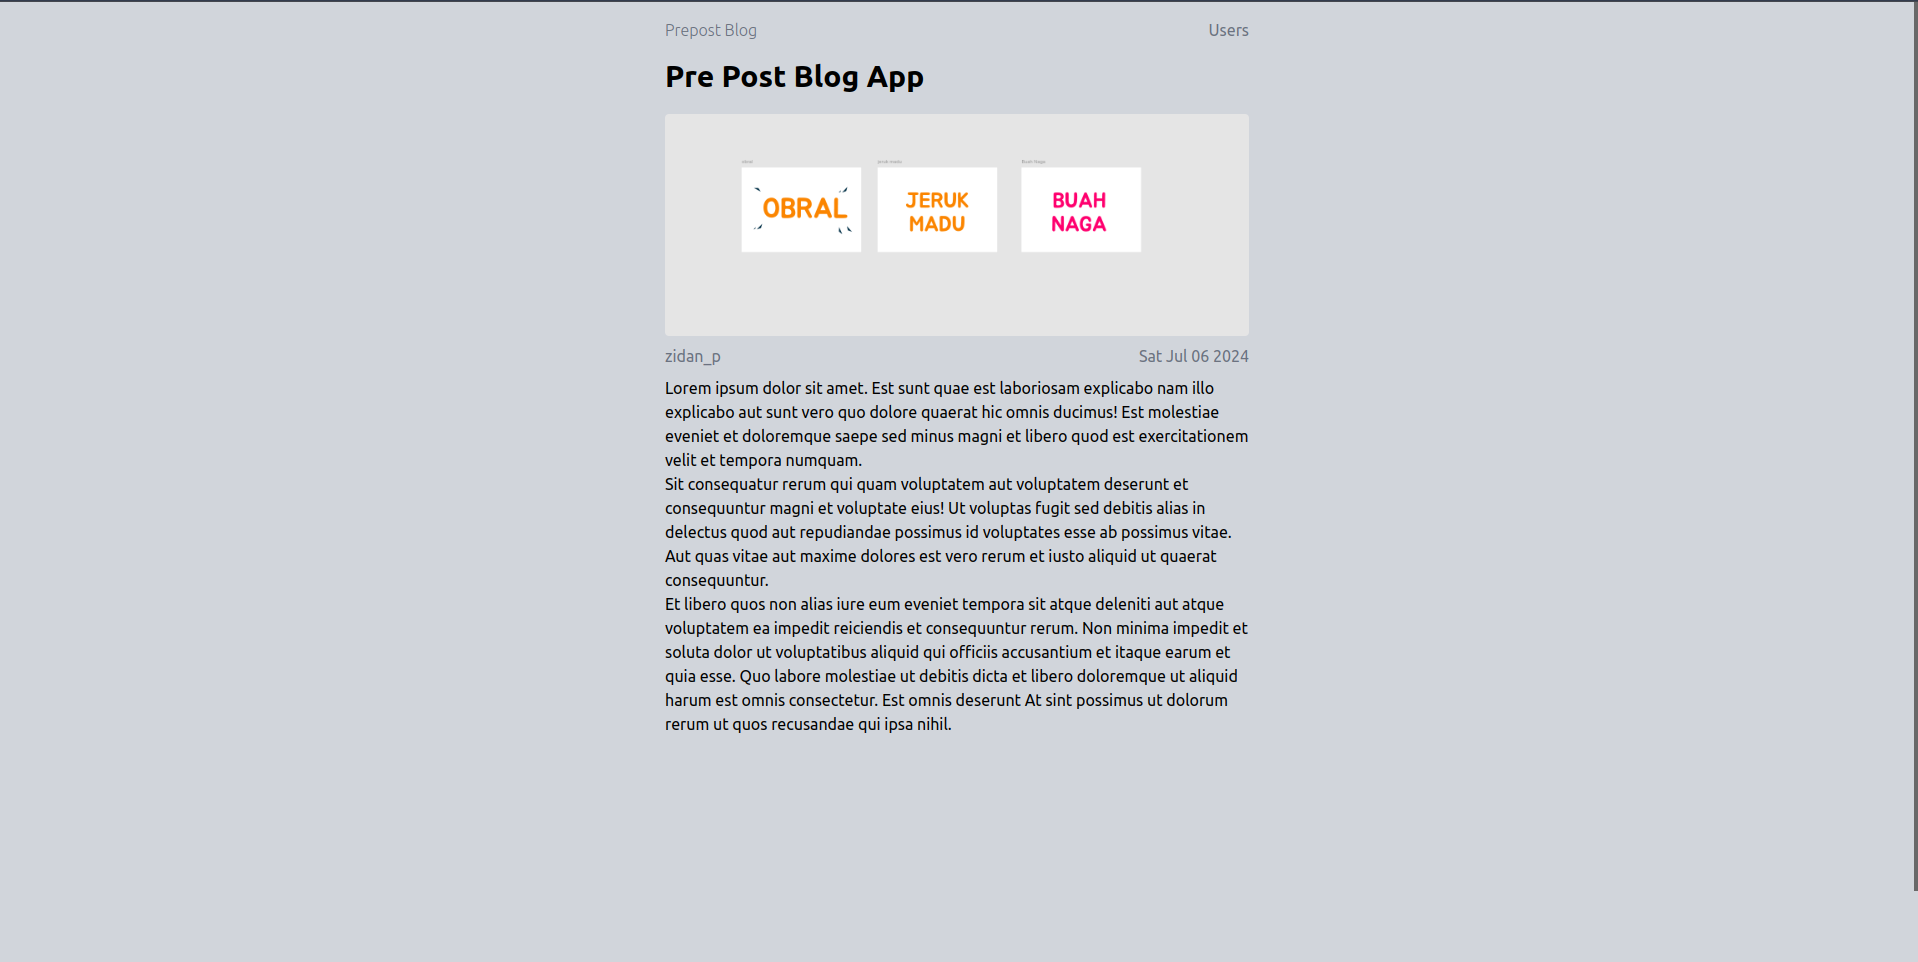 Prepost Blog
Users
Pre Post Blog App
obral
Jeruk madu
Buah Naga
OBRAL
JERUK
MADU
BUAH
NAGA
zidan_p
Sat Jul 06 2024
Lorem ipsum dolor sit amet. Est sunt quae est laboriosam explicabo nam illo
explicabo aut sunt vero quo dolore quaerat hic omnis ducimus! Est molestiae
eveniet et doloremque saepe sed minus magni et libero quod est exercitationem
velit et tempora numquam.
Sit consequatur rerum qui quam voluptatem aut voluptatem deserunt et
consequuntur magni et voluptate eius! Ut voluptas fugit sed debitis alias in
delectus quod aut repudiandae possimus id voluptates esse ab possimus vitae.
Aut quas vitae aut maxime dolores est vero rerum et iusto aliquid ut quaerat
consequuntur.
Et libero quos non alias iure eum eveniet tempora sit atque deleniti aut atque
voluptatem ea impedit reiciendis et consequuntur rerum. Non minima impedit et
soluta dolor ut voluptatibus aliquid qui officiis accusantium et itaque earum et
quia esse. Quo labore molestiae ut debitis dicta et libero doloremque ut aliquid
harum est omnis consectetur. Est omnis deserunt At sint possimus ut dolorum
rerum ut quos recusandae qui ipsa nihil.